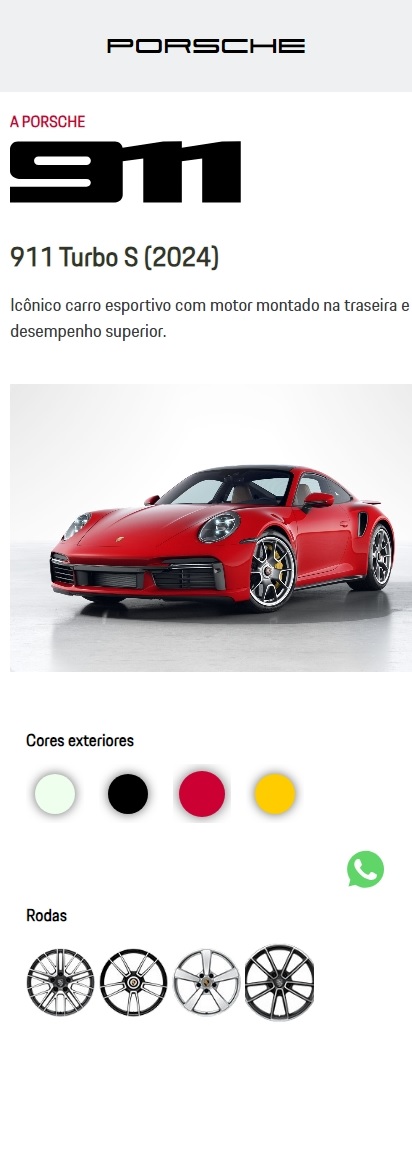 PORSCHE
A PORSCHE
911
911 Turbo S (2024)
Icônico carro esportivo com motor montado na traseira e
desempenho superior.
Cores exteriores
Rodas